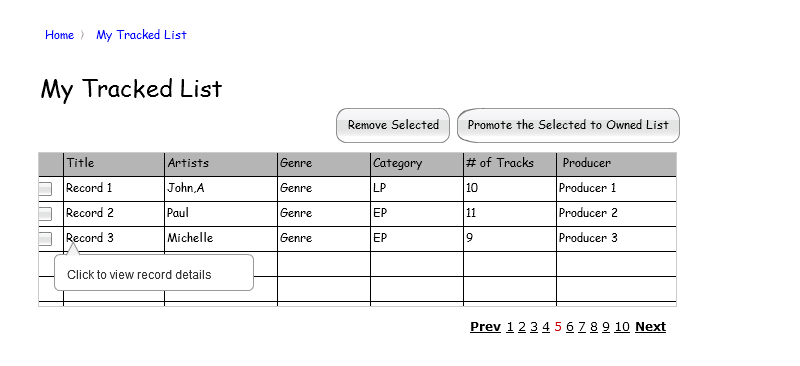 Home 〉 My Tracked List
My Tracked List
Remove Selected Promote the Selected to Owned List
Title Artists Genre Category # of Tracks Producer
Record 1 John,A Genre LP 10 Producer 1
Record 2 Paul Genre EP 11 Producer 2
Record 3 Michelle Genre EP 9 Producer 3
Click to view record details
Prev 1 2 3 4 5 6 7 8 9 10 Next